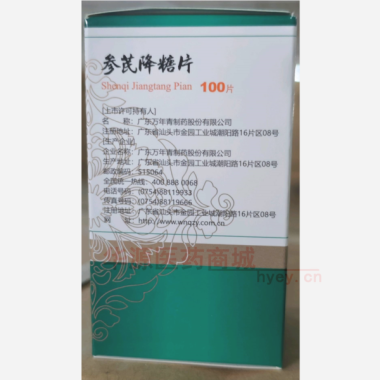 参芪降糖片
Shenqi Jiangtang Pian 100片
[上市许可持有人]
名 称: 广东万年青制药股份有限公司
注册地址: 广东省汕头市金园工业城潮阳路16片区08号
[生产企业]
企业名称: 广东万年青制药股份有限公司
生产地址: 广东省汕头市金园工业城潮阳路16片区08号
邮政编码: 515064
全国统一热线: 400 888 0068
电话号码: (0754)88119933
传真号码: (0754)88119666
注册地址: 广东省汕头市金园工业城潮阳路16片区08号
网 址: http://www.wnqzy.com.cn
源医药商城
hyey.cn